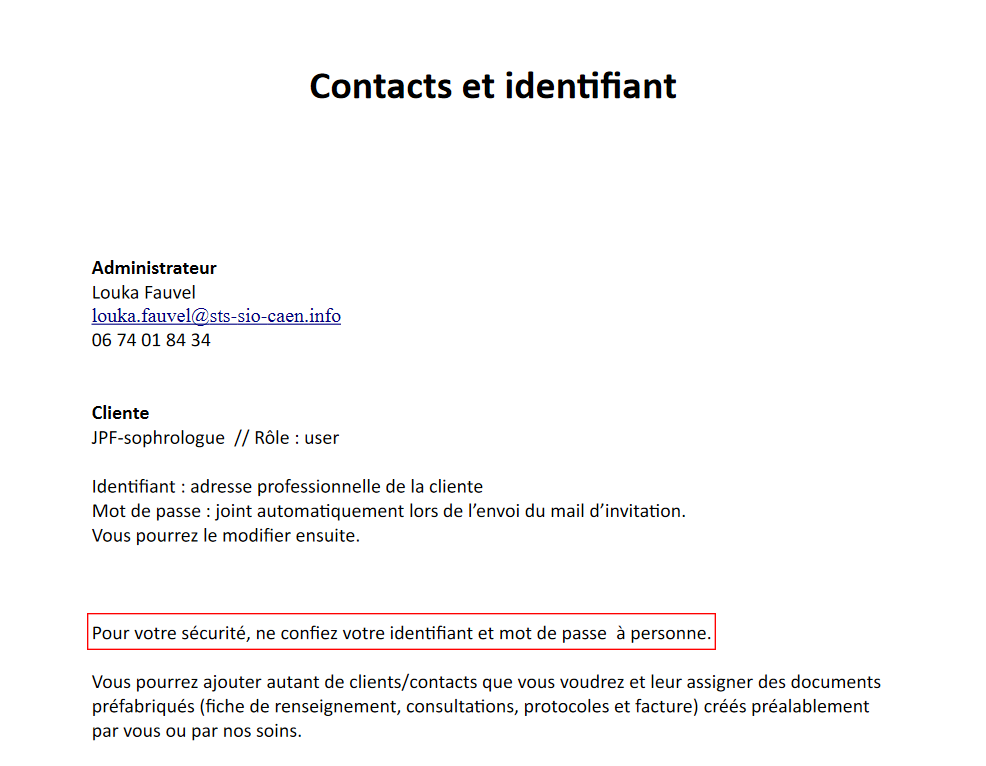 Contacts et identifiant
Administrateur
Louka Fauvel
louka.fauvel@sts-sio-caen.info
06 74 01 84 34
Cliente
JPF-sophrologue // Rôle : user
Identifiant : adresse professionnelle de la cliente
Mot de passe : joint automatiquement lors de l’envoi du mail d’invitation.
Vous pourrez le modifier ensuite.
Pour votre sécurité, ne confiez votre identifiant et mot de passe à personne.
Vous pourrez ajouter autant de clients/contacts que vous voudrez et leur assigner des documents
préfabriqués (fiche de renseignement, consultations, protocoles et facture) créés préalablement
par vous ou par nos soins.